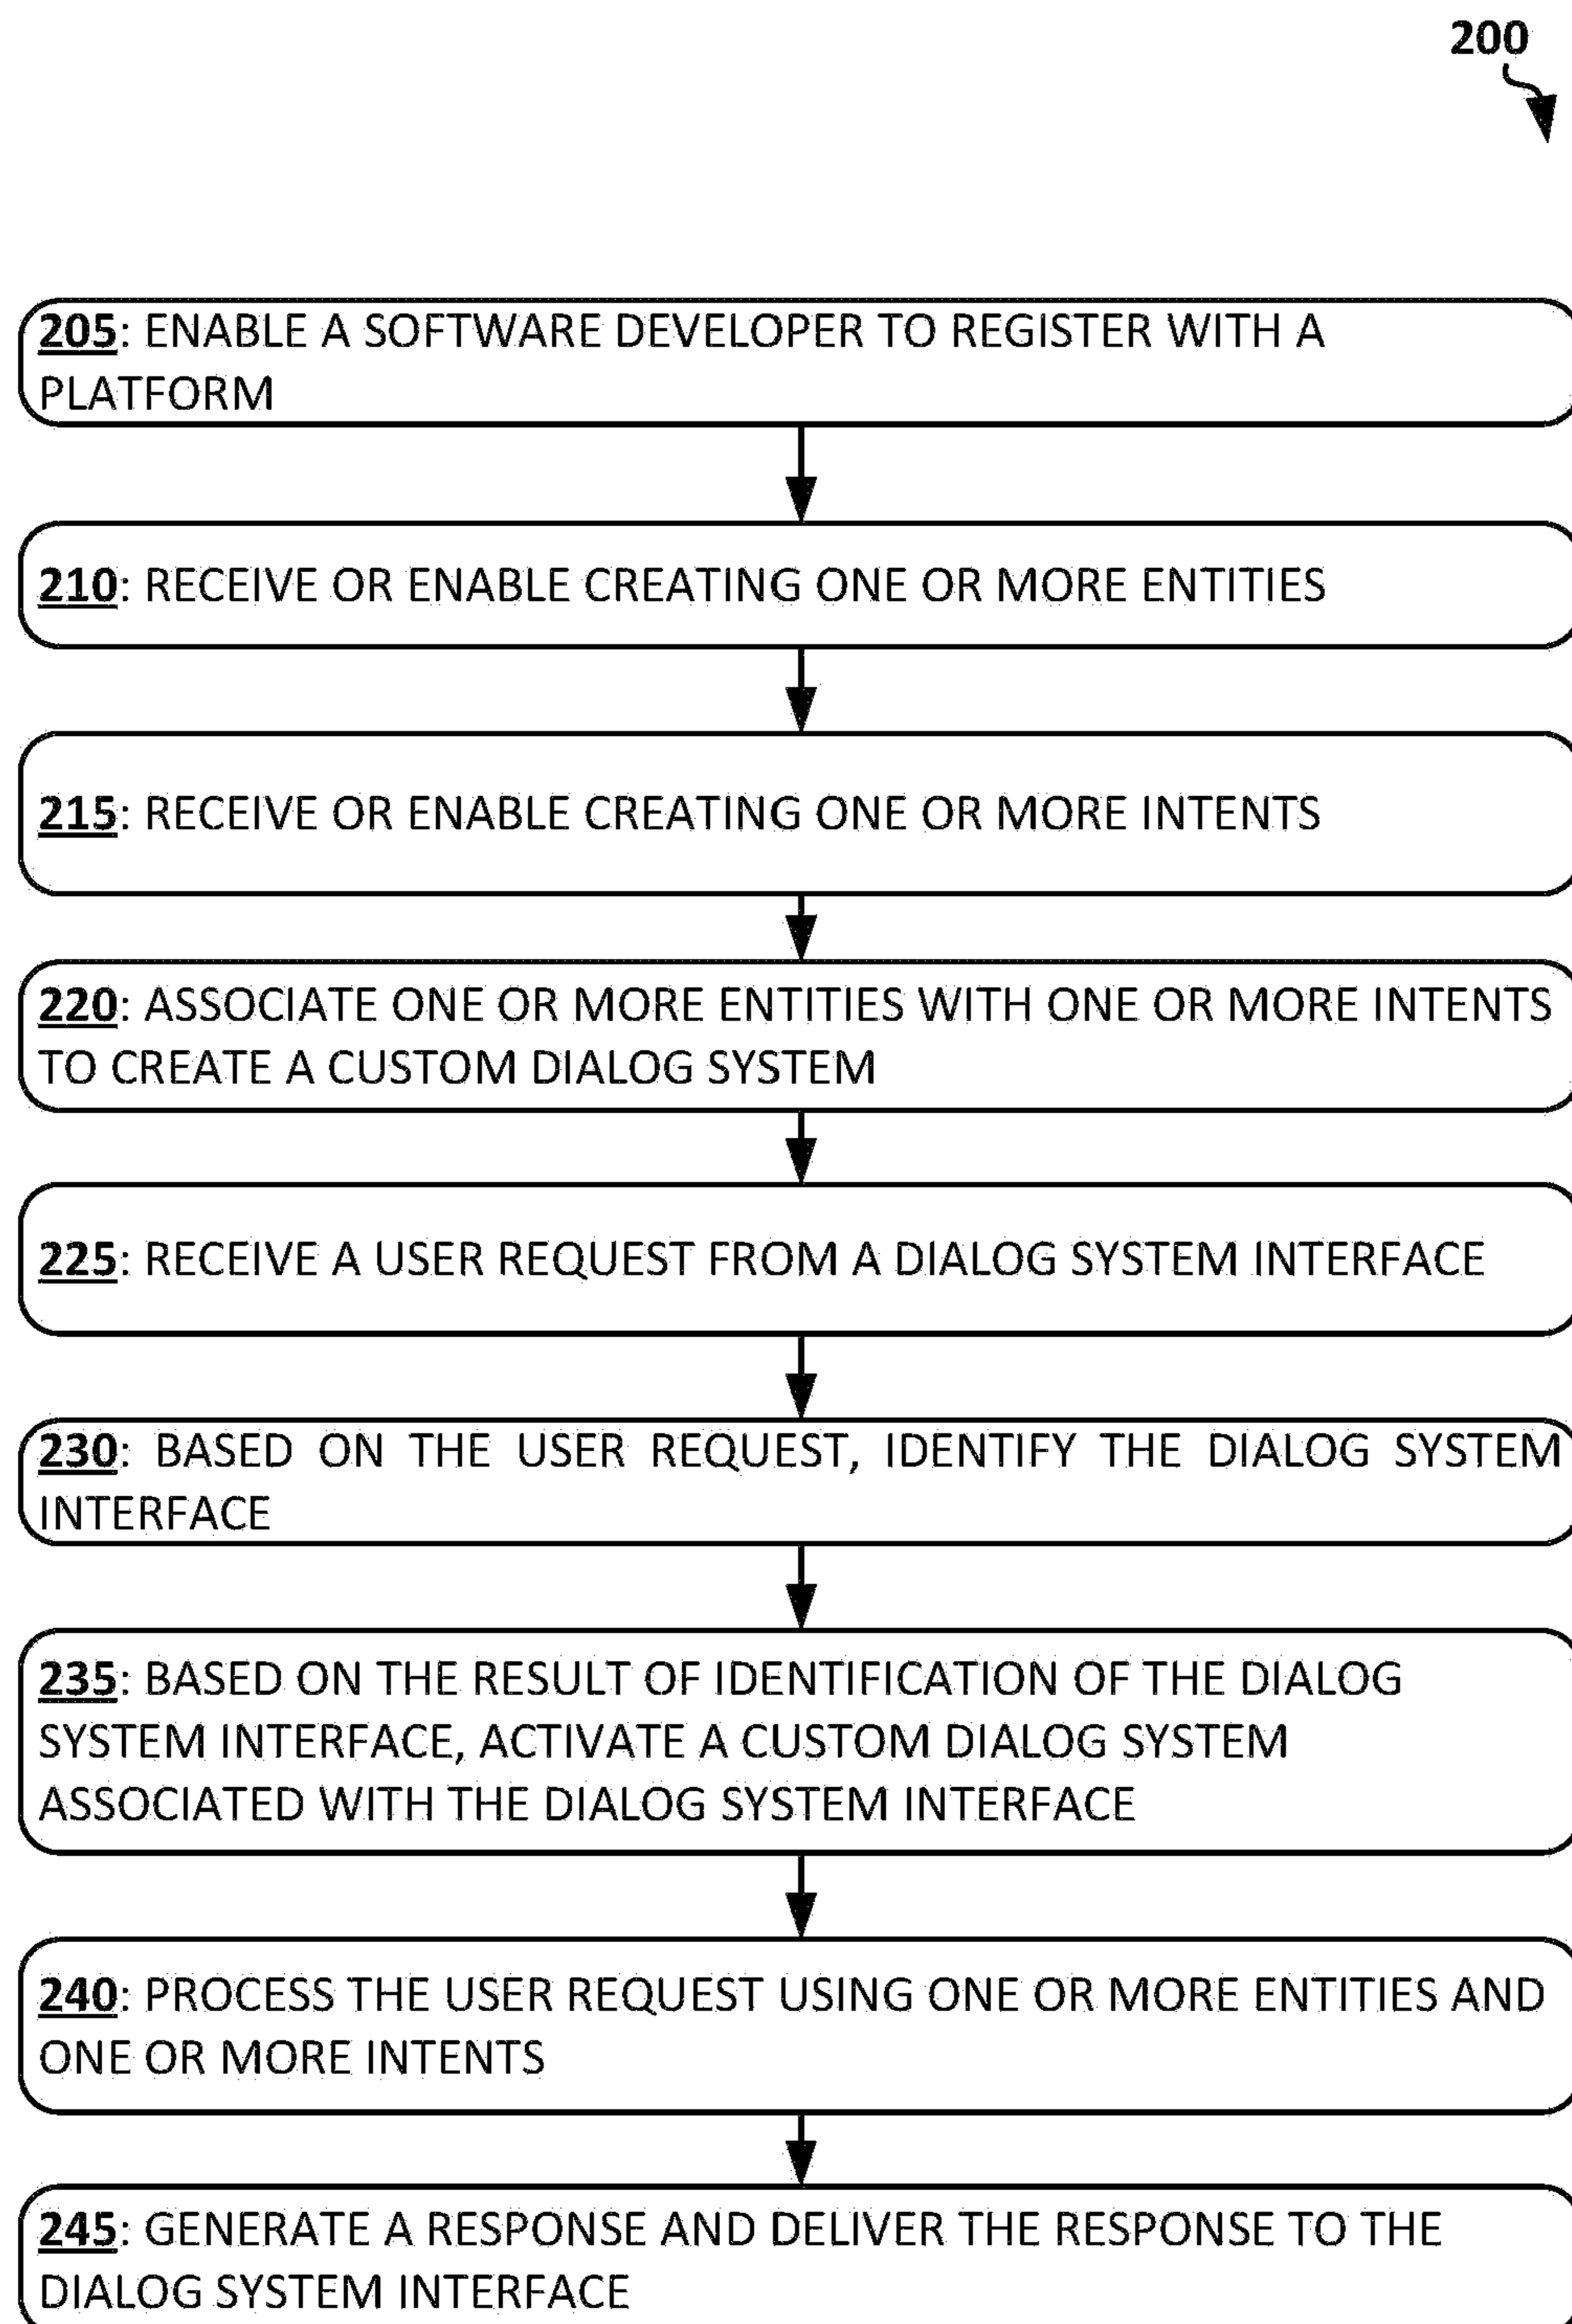 200
205: ENABLE A SOFTWARE DEVELOPER TO REGISTER WITH A
PLATFORM
210: RECEIVE OR ENABLE CREATING ONE OR MORE ENTITIES
215: RECEIVE OR ENABLE CREATING ONE OR MORE INTENTS
220: ASSOCIATE ONE OR MORE ENTITIES WITH ONE OR MORE INTENTS
TO CREATE A CUSTOM DIALOG SYSTEM
225: RECEIVE A USER REQUEST FROM A DIALOG SYSTEM INTERFACE
230: BASED ON THE USER REQUEST, IDENTIFY THE DIALOG SYSTEM
INTERFACE
235: BASED ON THE RESULT OF IDENTIFICATION OF THE DIALOG
SYSTEM INTERFACE, ACTIVATE A CUSTOM DIALOG SYSTEM
ASSOCIATED WITH THE DIALOG SYSTEM INTERFACE
240: PROCESS THE USER REQUEST USING ONE OR MORE ENTITIES AND
ONE OR MORE INTENTS
245: GENERATE A RESPONSE AND DELIVER THE RESPONSE TO THE
DIALOG SYSTEM INTERFACE